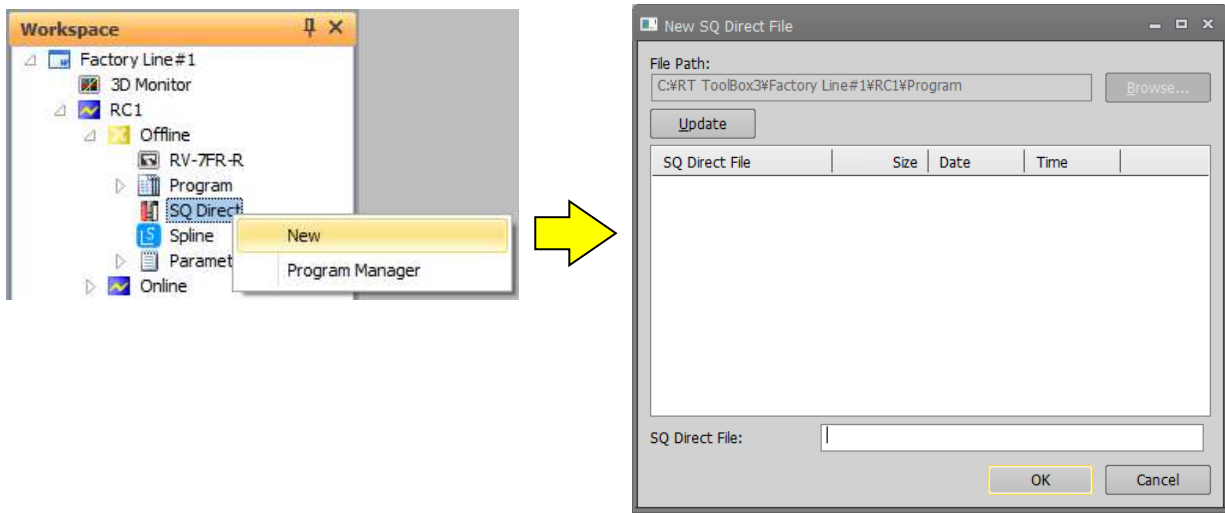 Workspace
Factory Line#1
3D Monitor
RC1
Offline
RV-7FR-R
Program
SQ Direct
Spline
Paramet
Online
New
Program Manager
New SQ Direct File
File Path:
C:¥RT ToolBox3¥Factory Line#1¥RC1¥Program
Browse...
Update
SQ Direct File Size Date Time
SQ Direct File:
OK Cancel